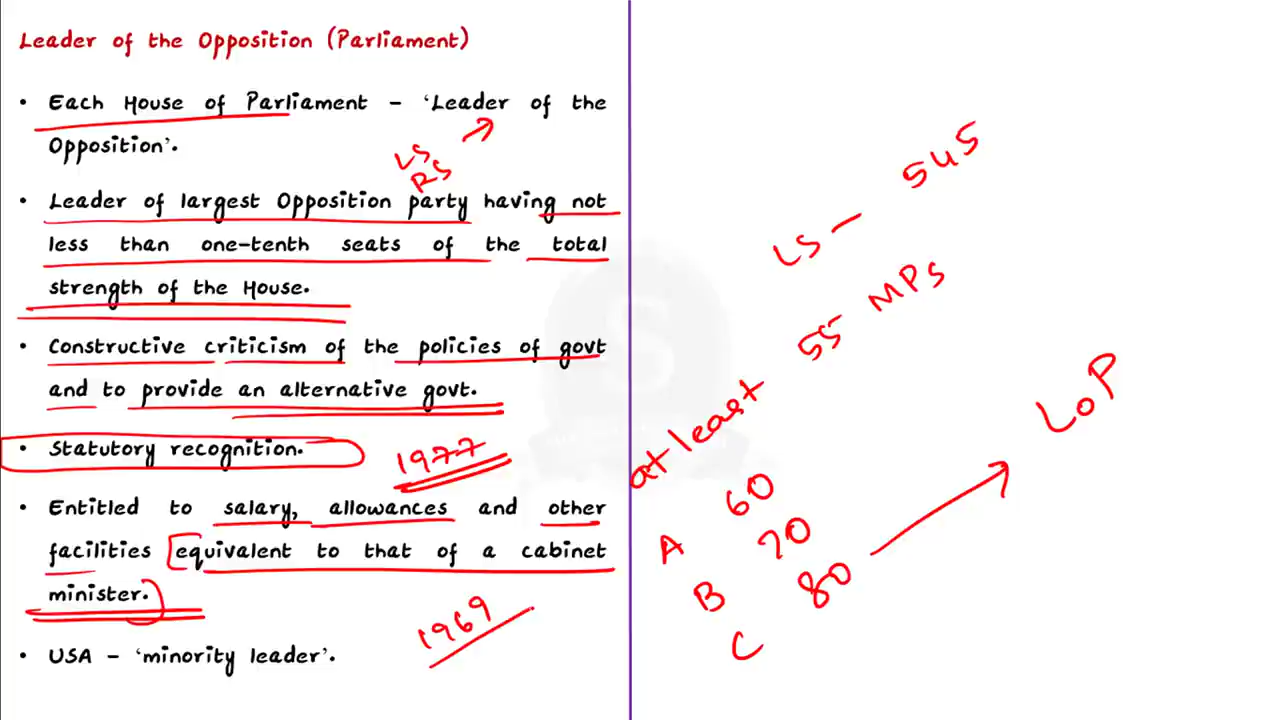 Leader of the Opposition (Parliament)
• Each House of Parliament – 'Leader of the
Opposition'.
LS
RS
• Leader of largest Opposition party having not
less than one-tenth seats of the total
strength of the House.
• Constructive criticism of the policies of govt
and to provide an alternative govt.
• Statutory recognition.
1977
• Entitled to salary, allowances and other
facilities equivalent to that of a cabinet
minister.
1969
• USA – 'minority leader'.
LS – 545
at least 55 MPs
A 60
B 70
C 80
LoP